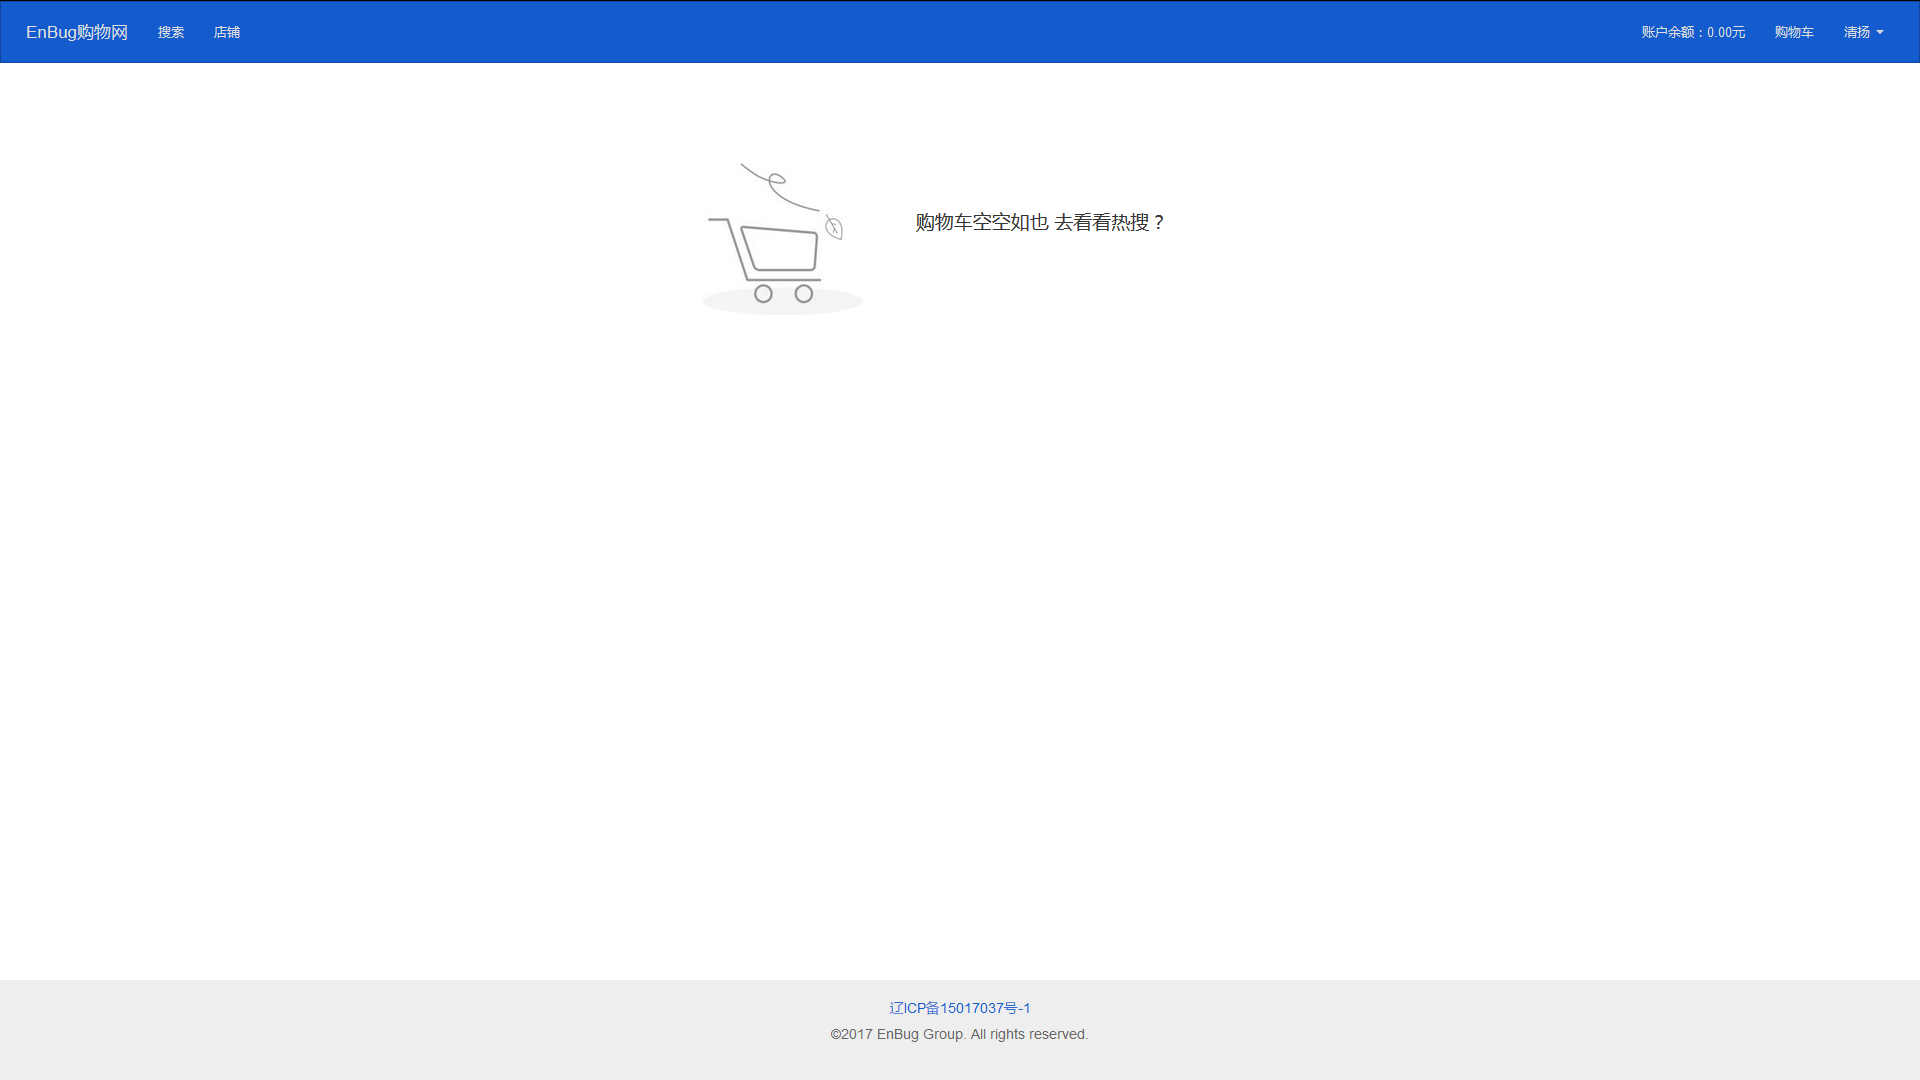 EnBug购物网 搜索 店铺 账户余额：0.00元 购物车 清扬
购物车空空如也 去看看热搜？
辽ICP备15017037号-1
©2017 EnBug Group. All rights reserved.